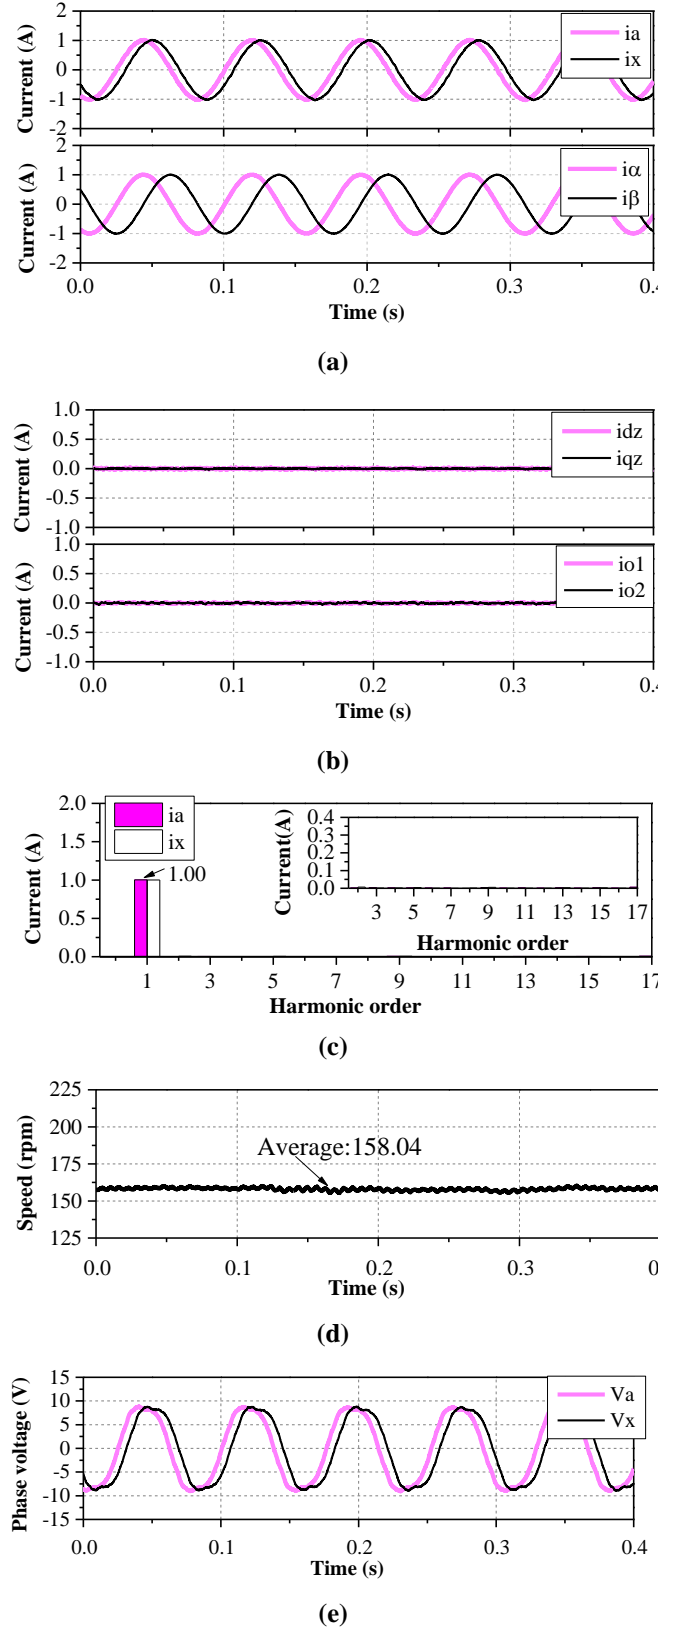 2
1
0
-1
-2
Current (A)
ia
ix
2
1
0
-1
-2
Current (A)
iα
iβ
0.0 0.1 0.2 0.3 0.4
Time (s)
(a)
1.0
0.5
0.0
-0.5
-1.0
Current (A)
idz
iqz
1.0
0.5
0.0
-0.5
-1.0
Current (A)
io1
io2
0.0 0.1 0.2 0.3 0.4
Time (s)
(b)
2.0
1.5
1.0
0.5
0.0
Current (A)
ia
ix
1.00
0.4
0.3
0.2
0.1
0.0
Current(A)
3 5 7 9 11 13 15 17
Harmonic order
1 3 5 7 9 11 13 15 17
Harmonic order
(c)
225
200
175
150
125
Speed (rpm)
Average:158.04
0.0 0.1 0.2 0.3 0
Time (s)
(d)
15
10
5
0
-5
-10
-15
Phase voltage (V)
Va
Vx
0.0 0.1 0.2 0.3 0.4
Time (s)
(e)